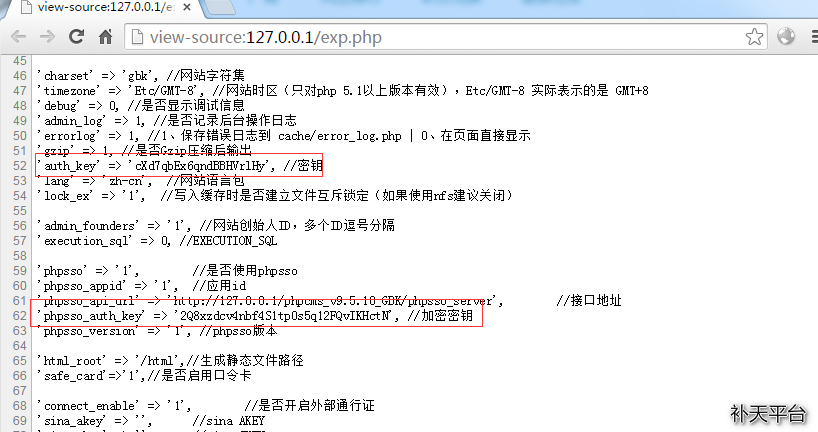 view-source:127.0.0.1/e
view-source:127.0.0.1/exp.php
45
46 'charset' => 'gbk', //网站字符集
47 'timezone' => 'Etc/GMT-8', //网站时区（只对php 5.1以上版本有效），Etc/GMT-8 实际表示的是 GMT+8
48 'debug' => 0, //是否显示调试信息
49 'admin_log' => 1, //是否记录后台操作日志
50 'errorlog' => 1, //1、保存错误日志到 cache/error_log.php | 0、在页面直接显示
51 'gzip' => 1, //是否Gzip压缩后输出
52 'auth_key' => 'cXd7qbEx6qndBBHVrlHy', //密钥
53 'lang' => 'zh-cn', //网站语言包
54 'lock_ex' => '1', //写入缓存时是否建立文件互斥锁定（如果使用nfs建议关闭）
55
56 'admin_founders' => '1', //网站创始人ID，多个ID逗号分隔
57 'execution_sql' => 0, //EXECUTION_SQL
58
59 'phpsso' => '1', //是否使用phpsso
60 'phpsso_appid' => '1', //应用id
61 'phpsso_api_url' => 'http://127.0.0.1/phpcms_v9.5.10_GBK/phpsso_server', //接口地址
62 'phpsso_auth_key' => '2Q8xzdcv4nbf4S1tp0s5q12FQvIKHctN', //加密密钥
63 'phpsso_version' => '1', //phpsso版本
64
65 'html_root' => '/html',//生成静态文件路径
66 'safe_card'=>'1',//是否启用口令卡
67
68 'connect_enable' => '1', //是否开启外部通行证
69 'sina_akey' => '', //sina AKEY
补天平台